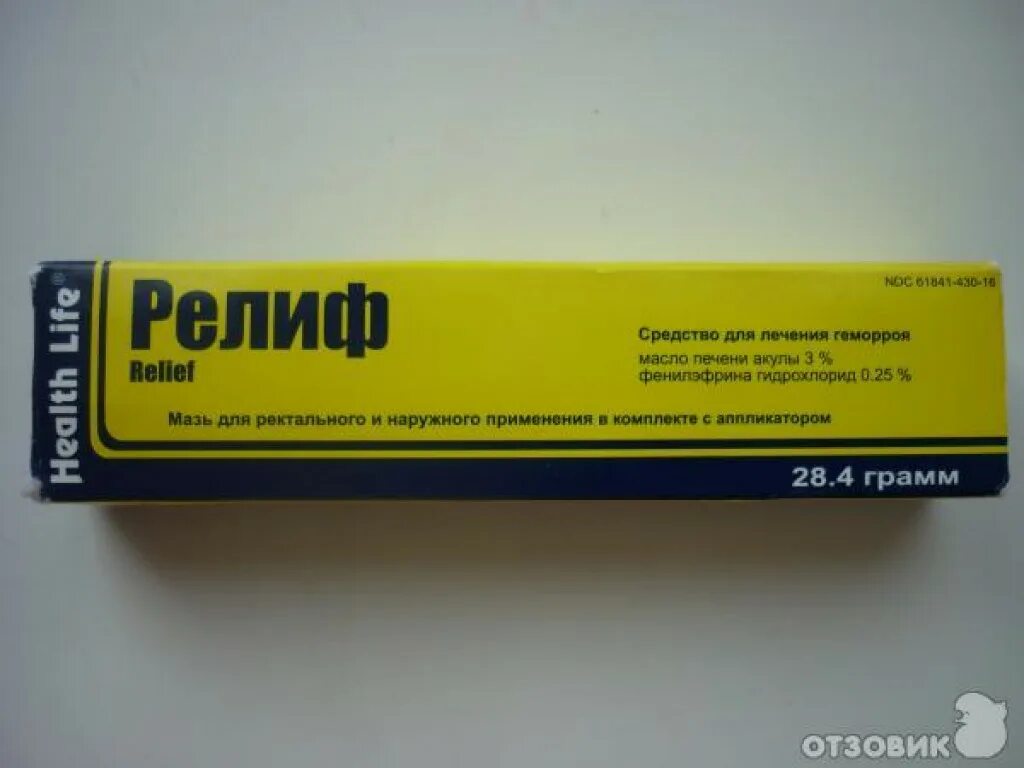 Health Life®
Релиф
Relief
NDC 61841-430-16
Средство для лечения геморроя
масло печени акулы 3 %
фенилэфрина гидрохлорид 0.25 %
Мазь для ректального и наружного применения в комплекте с аппликатором
28.4 грамм
ОТЗОВИК